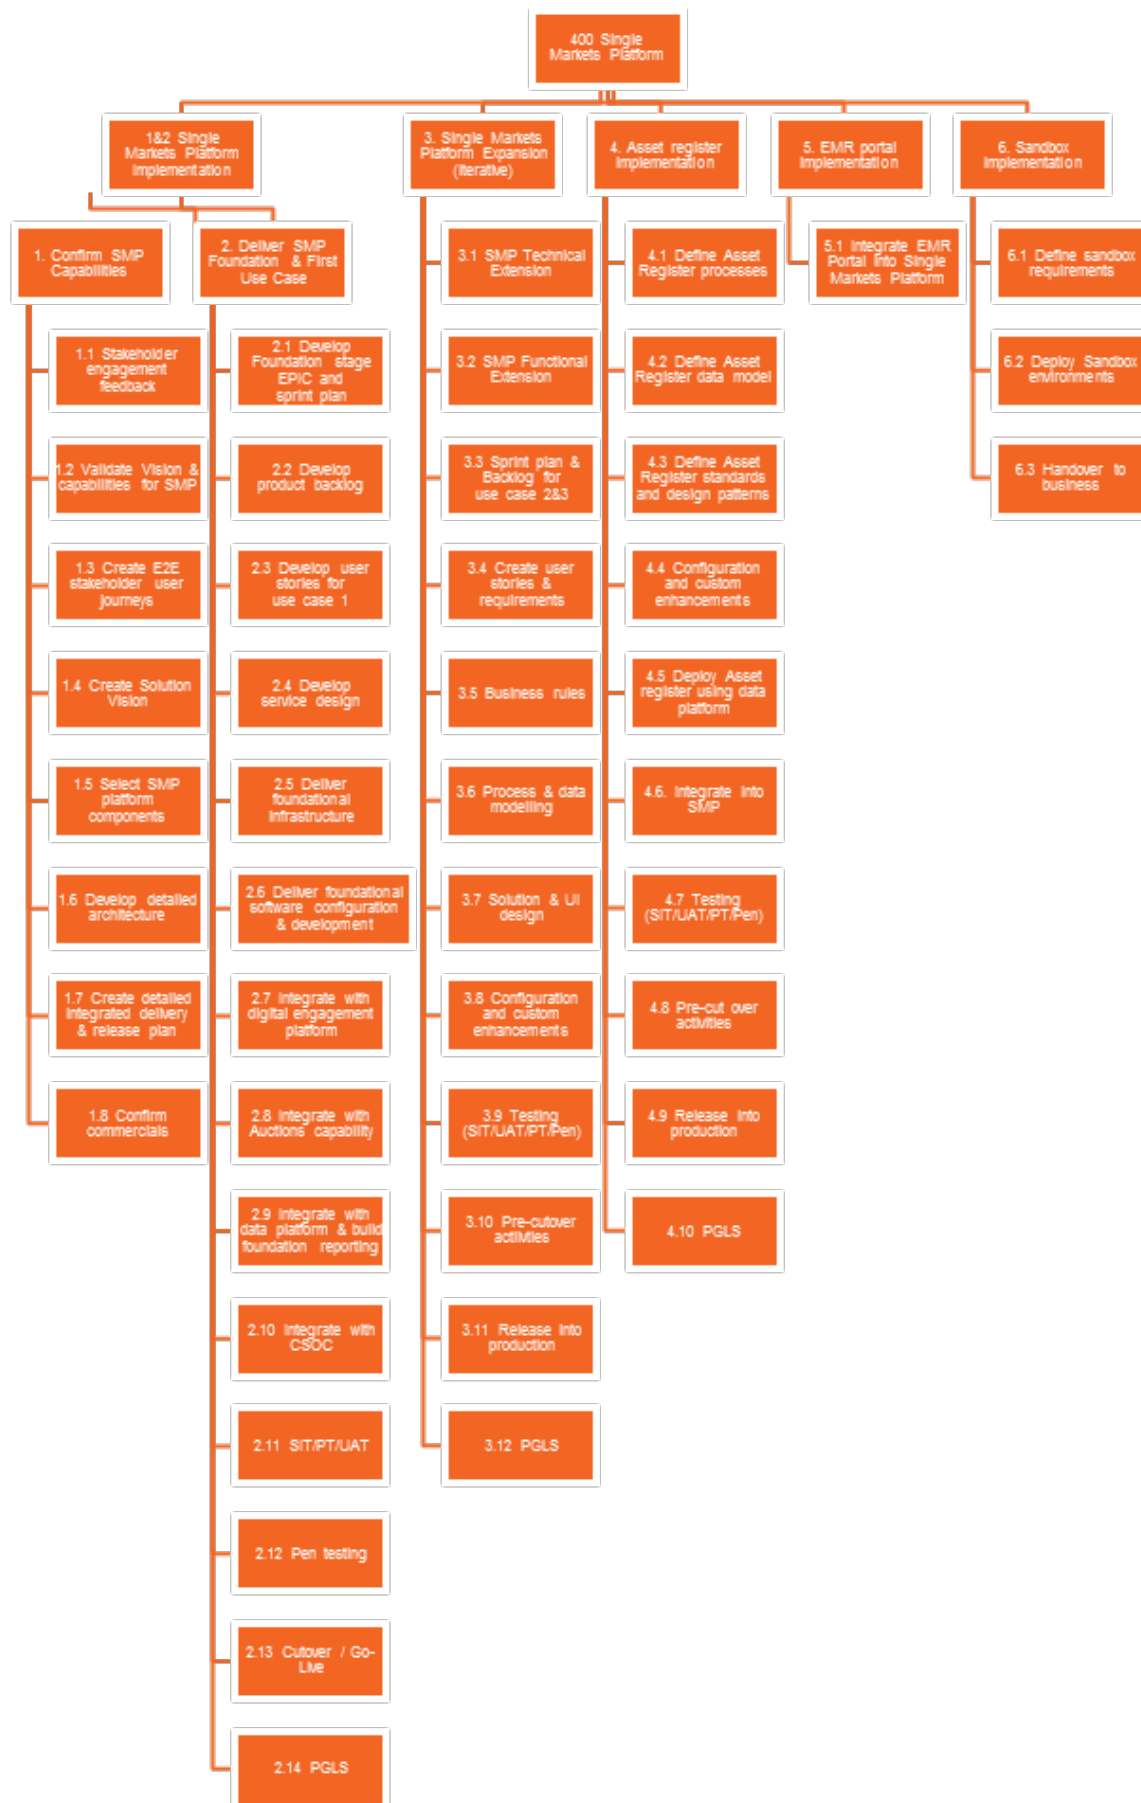 400 Single
Markets Platform
1&2 Single
Markets Platform
Implementation
3. Single Markets
Platform Expansion
(Iterative)
4. Asset register
Implementation
5. EMR portal
Implementation
6. Sandbox
Implementation
1. Confirm SMP
Capabilities
2. Deliver SMP
Foundation & First
Use Case
1.1 Stakeholder
engagement
feedback
1.2 Validate Vision &
capabilities for SMP
1.3 Create E2E
stakeholder user
journeys
1.4 Create Solution
Vision
1.5 Select SMP
platform
components
1.6 Develop detailed
architecture
1.7 Create detailed
integrated delivery
& release plan
1.8 Confirm
commercials
2.1 Develop
Foundation stage
EPIC and
sprint plan
2.2 Develop
product backlog
2.3 Develop user
stories for
use case 1
2.4 Develop
service design
2.5 Deliver
foundational
infrastructure
2.6 Deliver foundational
software configuration
& development
2.7 Integrate with
digital engagement
platform
2.8 Integrate with
Auctions capability
2.9 Integrate with
data platform & build
foundation reporting
2.10 Integrate with
CSOC
2.11 SIT/PT/UAT
2.12 Pen testing
2.13 Cutover / Go-
Live
2.14 PGLS
3.1 SMP Technical
Extension
3.2 SMP Functional
Extension
3.3 Sprint plan &
Backlog for
use case 2&3
3.4 Create user
stories &
requirements
3.5 Business rules
3.6 Process & data
modelling
3.7 Solution & UI
design
3.8 Configuration
and custom
enhancements
3.9 Testing
(SIT/UAT/PT/Pen)
3.10 Pre-cutover
activities
3.11 Release into
production
3.12 PGLS
4.1 Define Asset
Register processes
4.2 Define Asset
Register data model
4.3 Define Asset
Register standards
and design patterns
4.4 Configuration
and custom
enhancements
4.5 Deploy Asset
register using data
platform
4.6. Integrate into
SMP
4.7 Testing
(SIT/UAT/PT/Pen)
4.8 Pre-cut over
activities
4.9 Release into
production
4.10 PGLS
5.1 Integrate EMR
Portal into Single
Markets Platform
6.1 Define sandbox
requirements
6.2 Deploy Sandbox
environments
6.3 Handover to
business